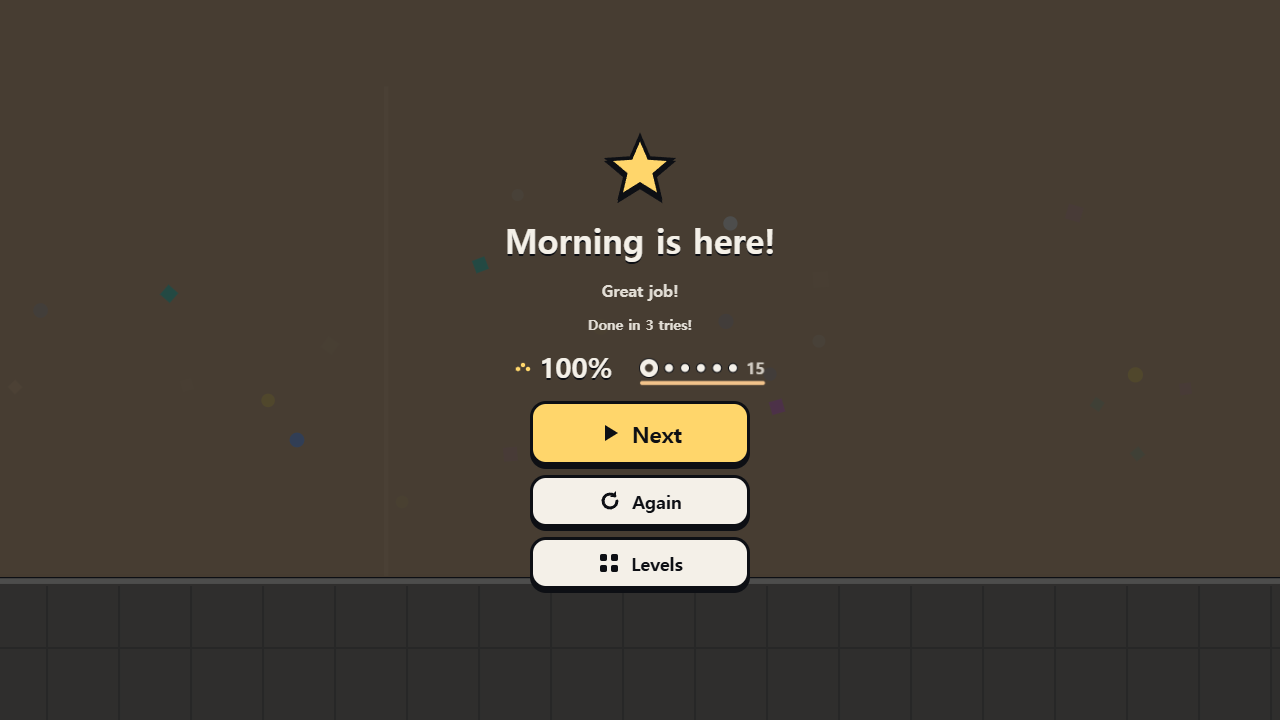 Morning is here!
Great job!
Done in 3 tries!
100%
15
Next
Again
Levels